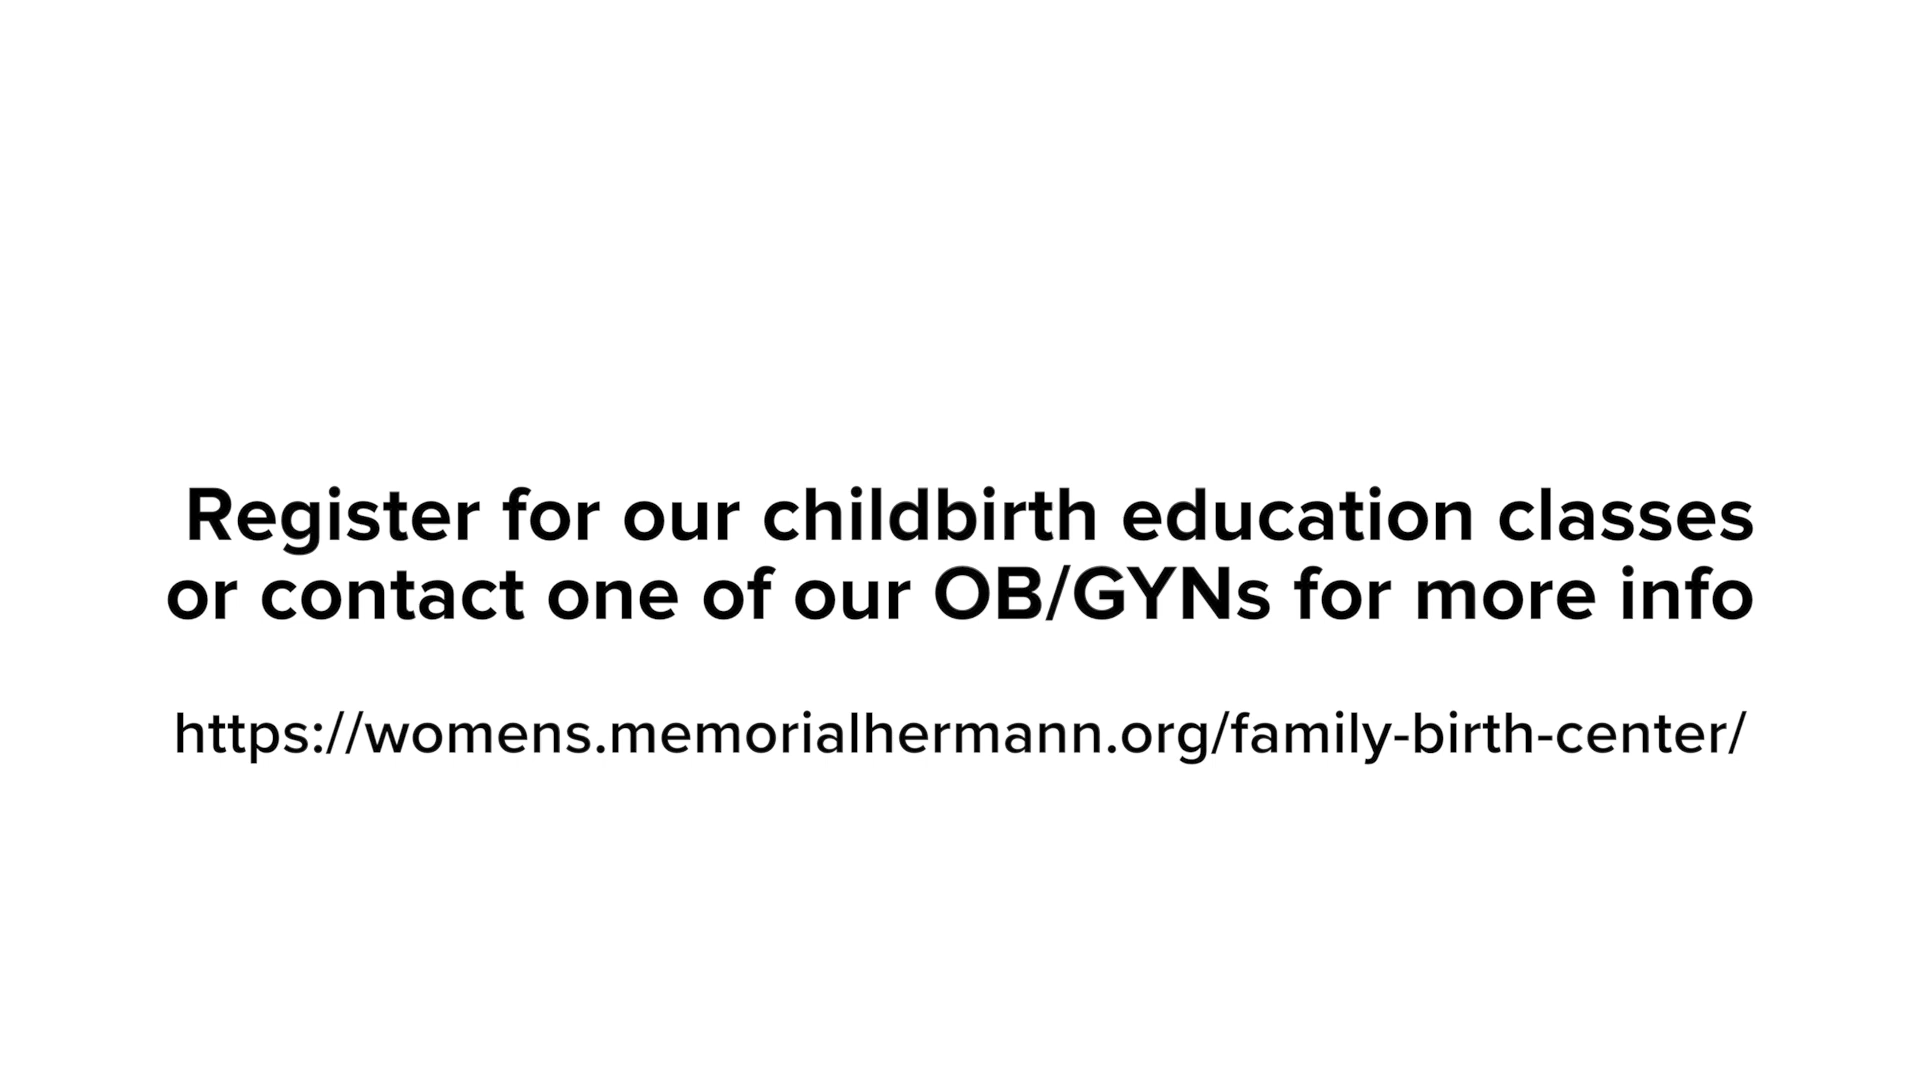 Register for our childbirth education classes
or contact one of our OB/GYNs for more info
https://womens.memorialhermann.org/family-birth-center/